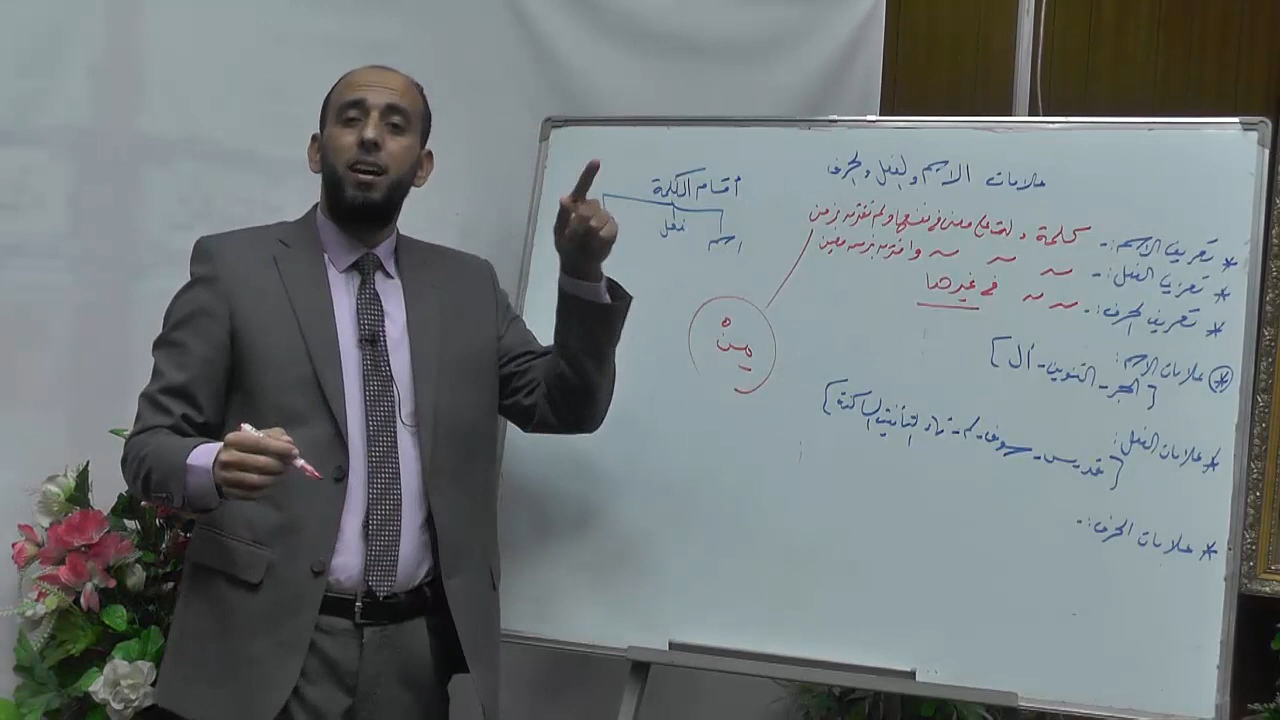 علامات الاسم والفعل والحرف
* تعريف الاسم:- كلمة دلت على معنى في نفسها ولم تقترن بزمن
* تعريف الفعل:- ~ ~ ~ واقترنت بزمن معين
* تعريف الحرف:- ~ ~ في غيرها
* علامات الاسم:
[الجر - التنوين - أل]
* علامات الفعل:
[قد، س - سوف - لم - تاء التأنيث الساكنة]
* علامات الحرف:-
أقسام الكلمة
اسم
فعل